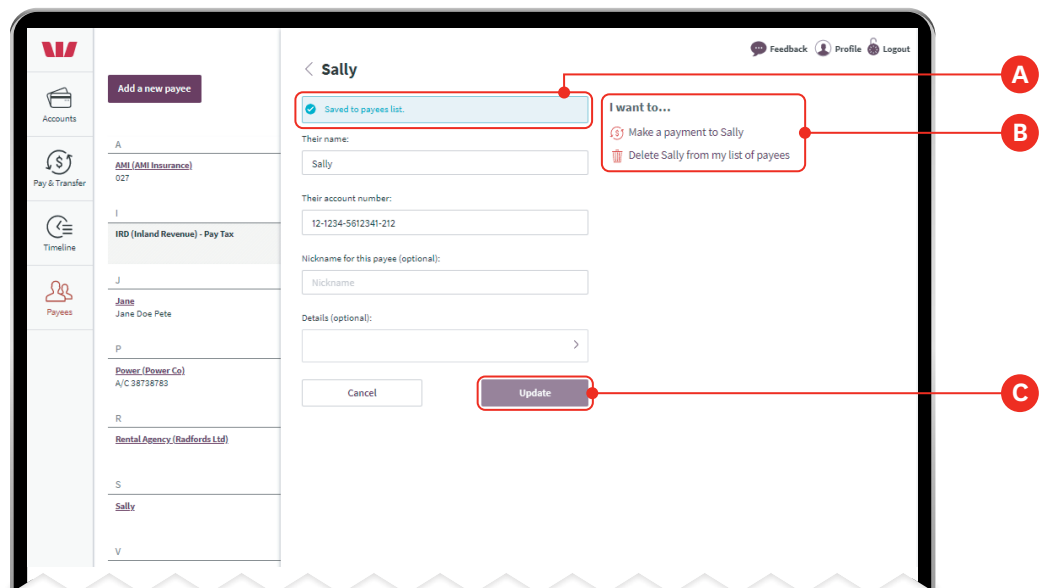 Feedback Profile Logout
Sally
A
Add a new payee
Saved to payees list.
I want to...
Accounts
Make a payment to Sally
B
Their name:
Delete Sally from my list of payees
A
AMI (AMI Insurance)
027
Sally
Pay & Transfer
Their account number:
I
12-1234-5612341-212
IRD (Inland Revenue) - Pay Tax
Timeline
Nickname for this payee (optional):
J
Nickname
Jane
Jane Doe Pete
Payees
Details (optional):
P
Power (Power Co)
A/C 38738783
Cancel
Update
C
R
Rental Agency (Radfords Ltd)
S
Sally
V